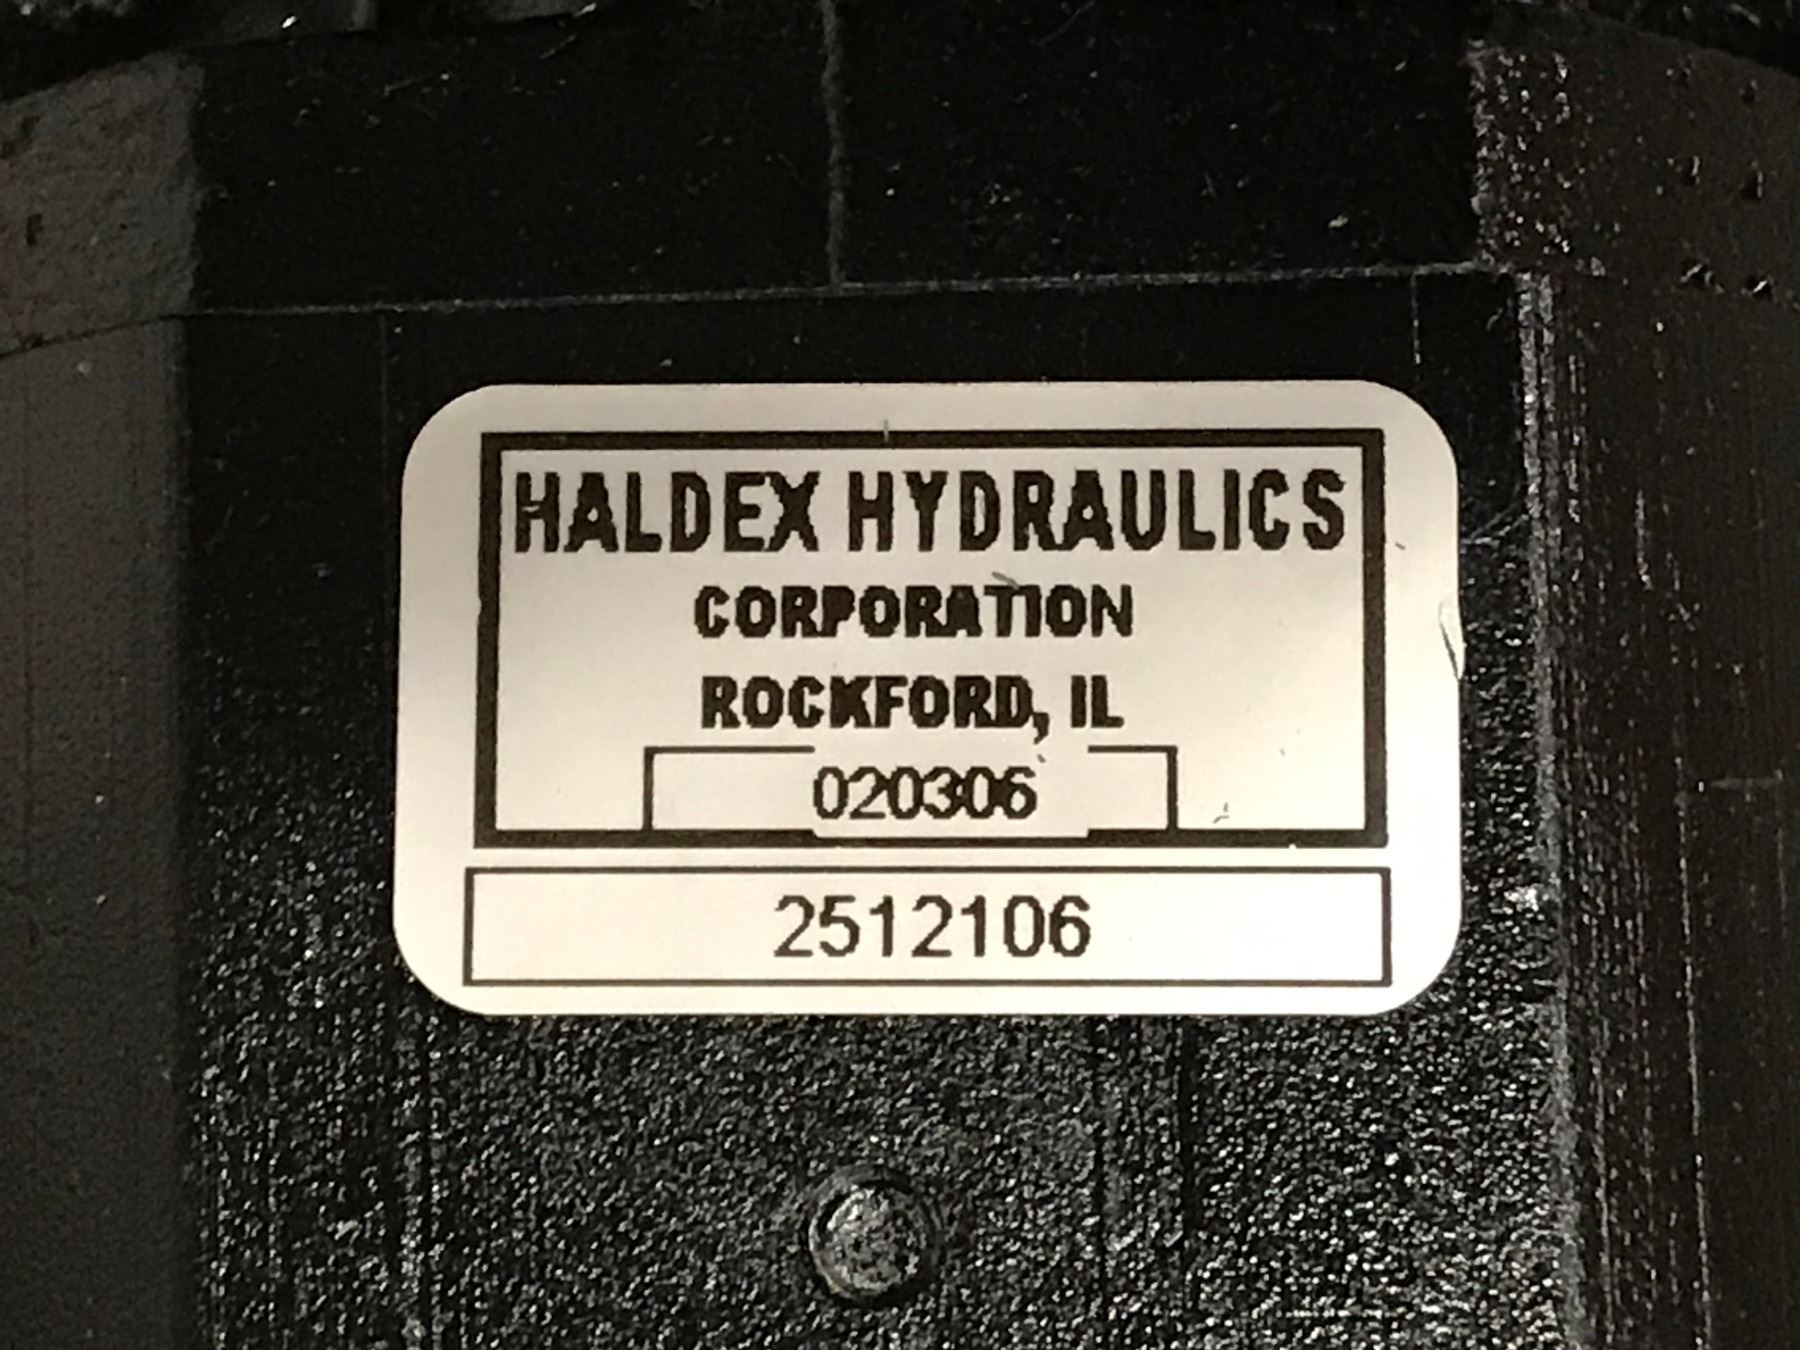 HALDEX HYDRAULICS
CORPORATION
ROCKFORD, IL
020306
2512106